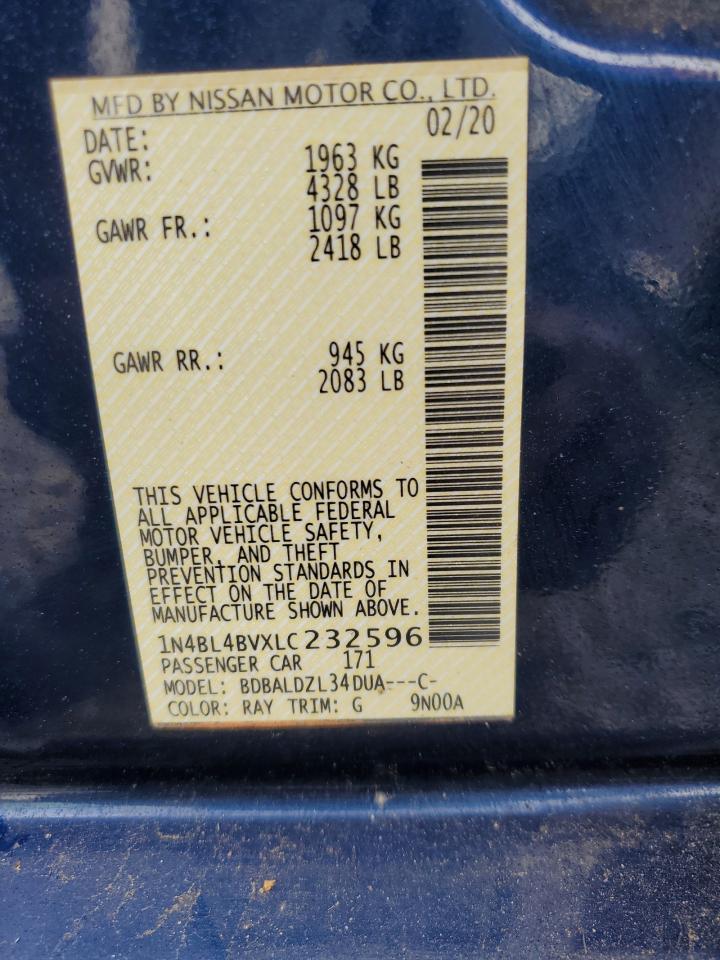 MFD BY NISSAN MOTOR CO., LTD.
DATE: 02/20
GVWR: 1963 KG
4328 LB
GAWR FR.: 1097 KG
2418 LB
GAWR RR.: 945 KG
2083 LB
THIS VEHICLE CONFORMS TO
ALL APPLICABLE FEDERAL
MOTOR VEHICLE SAFETY,
BUMPER, AND THEFT
PREVENTION STANDARDS IN
EFFECT ON THE DATE OF
MANUFACTURE SHOWN ABOVE.
1N4BL4BVXLC232596
PASSENGER CAR 171
MODEL: BDBALDZL34DUA---C-
COLOR: RAY TRIM: G 9N00A